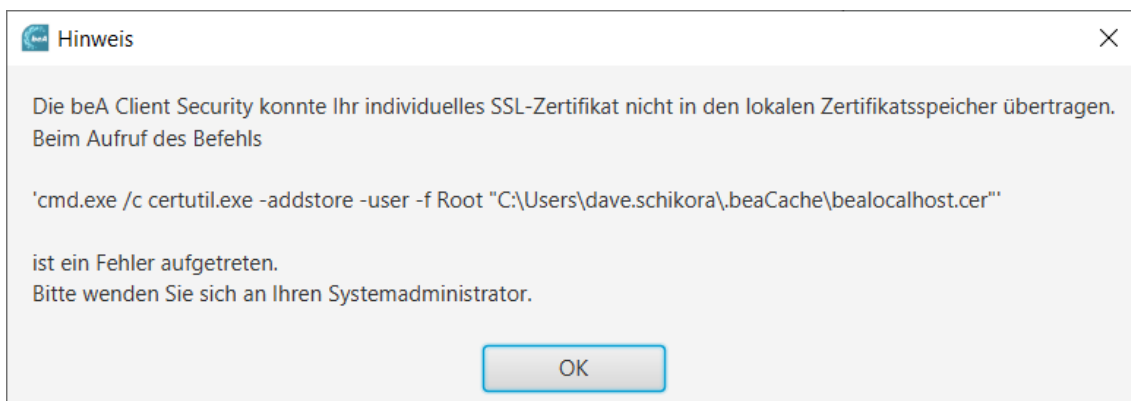 beA Hinweis
Die beA Client Security konnte Ihr individuelles SSL-Zertifikat nicht in den lokalen Zertifikatsspeicher übertragen.
Beim Aufruf des Befehls
'cmd.exe /c certutil.exe -addstore -user -f Root "C:\Users\dave.schikora\.beaCache\bealocalhost.cer"'
ist ein Fehler aufgetreten.
Bitte wenden Sie sich an Ihren Systemadministrator.
OK